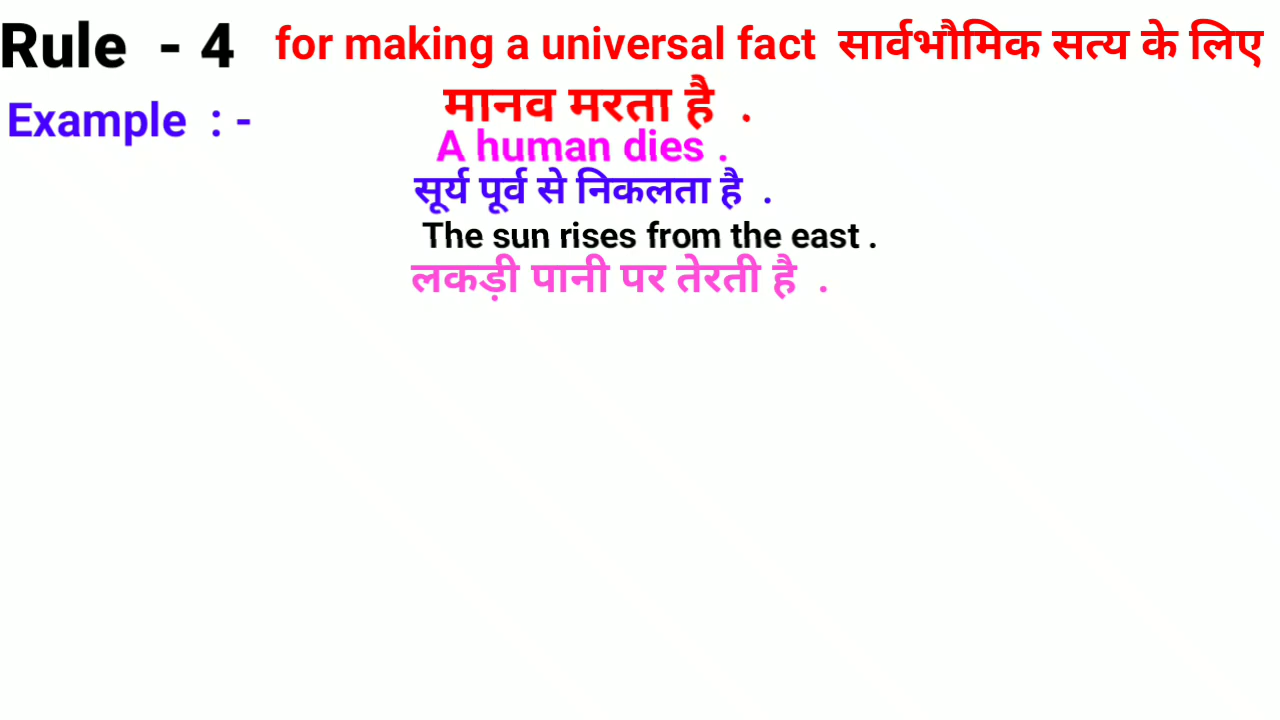 Rule - 4 for making a universal fact सार्वभौमिक सत्य के लिए
Example : - मानव मरता है .
A human dies .
सूर्य पूर्व से निकलता है .
The sun rises from the east .
लकड़ी पानी पर तेरती है .